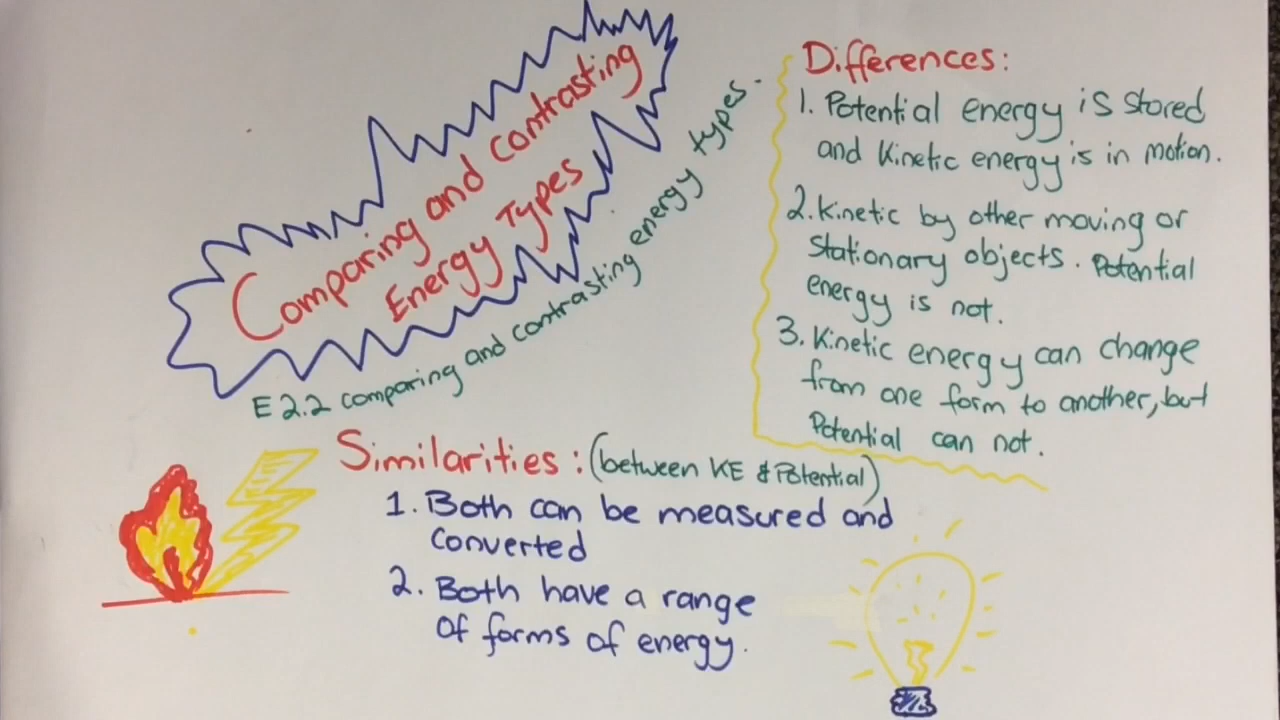 Comparing and contrasting
Energy Types
E 2.2 comparing and contrasting energy types.
Differences:
1. Potential energy is stored
and Kinetic energy is in motion.
2. Kinetic by other moving or
stationary objects. Potential
energy is not.
3. Kinetic energy can change
from one form to another, but
Potential can not.
Similarities: (between KE & Potential)
1. Both can be measured and
converted
2. Both have a range
of forms of energy.